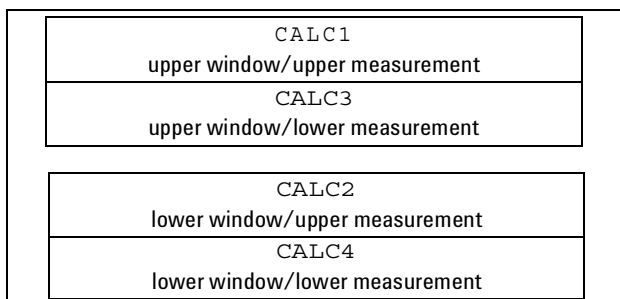 CALC1
upper window/upper measurement
CALC3
upper window/lower measurement
CALC2
lower window/upper measurement
CALC4
lower window/lower measurement